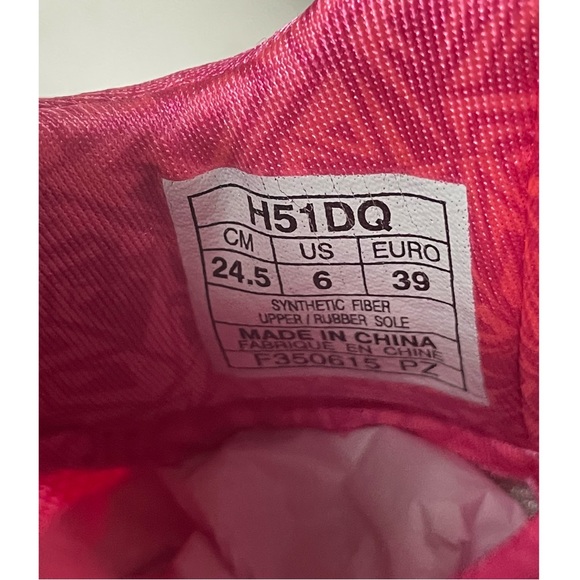 H51DQ
CM US EURO
24.5 6 39
SYNTHETIC FIBER
UPPER / RUBBER SOLE
MADE IN CHINA
FABRIQUE EN CHINE
F350615 PZ